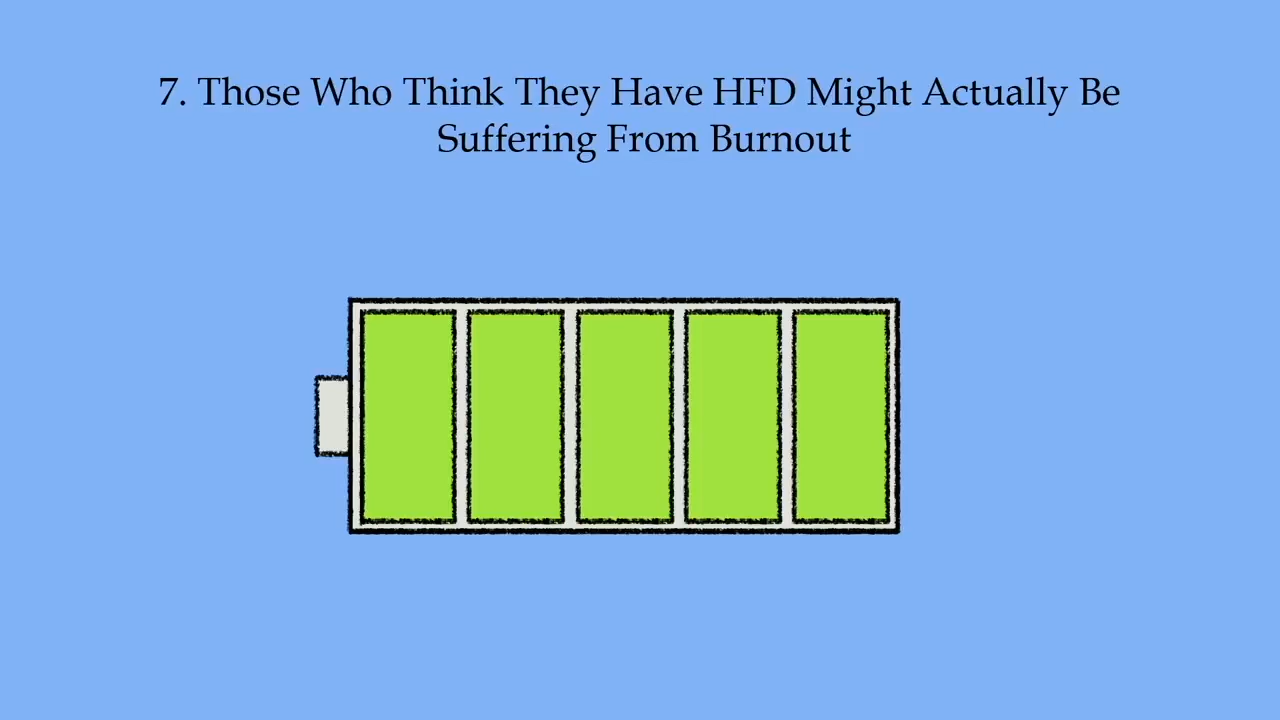 7. Those Who Think They Have HFD Might Actually Be
Suffering From Burnout